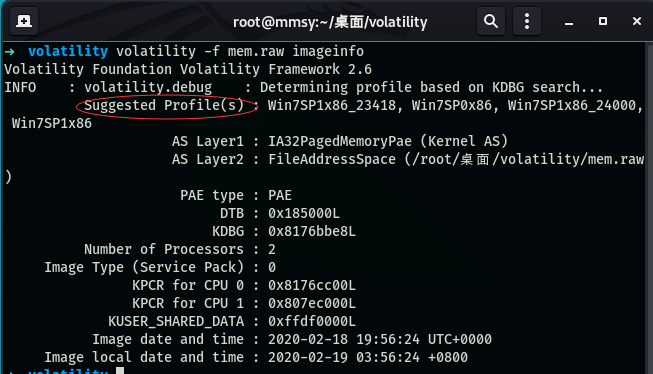 root@mmsy:~/桌面/volatility
→ volatility volatility -f mem.raw imageinfo
Volatility Foundation Volatility Framework 2.6
INFO    : volatility.debug    : Determining profile based on KDBG search...
Suggested Profile(s) : Win7SP1x86_23418, Win7SP0x86, Win7SP1x86_24000,
Win7SP1x86
AS Layer1 : IA32PagedMemoryPae (Kernel AS)
AS Layer2 : FileAddressSpace (/root/桌面/volatility/mem.raw
)
PAE type : PAE
DTB : 0x185000L
KDBG : 0x8176bbe8L
Number of Processors : 2
Image Type (Service Pack) : 0
KPCR for CPU 0 : 0x8176cc00L
KPCR for CPU 1 : 0x807ec000L
KUSER_SHARED_DATA : 0xffdf0000L
Image date and time : 2020-02-18 19:56:24 UTC+0000
Image local date and time : 2020-02-19 03:56:24 +0800
→ volatility